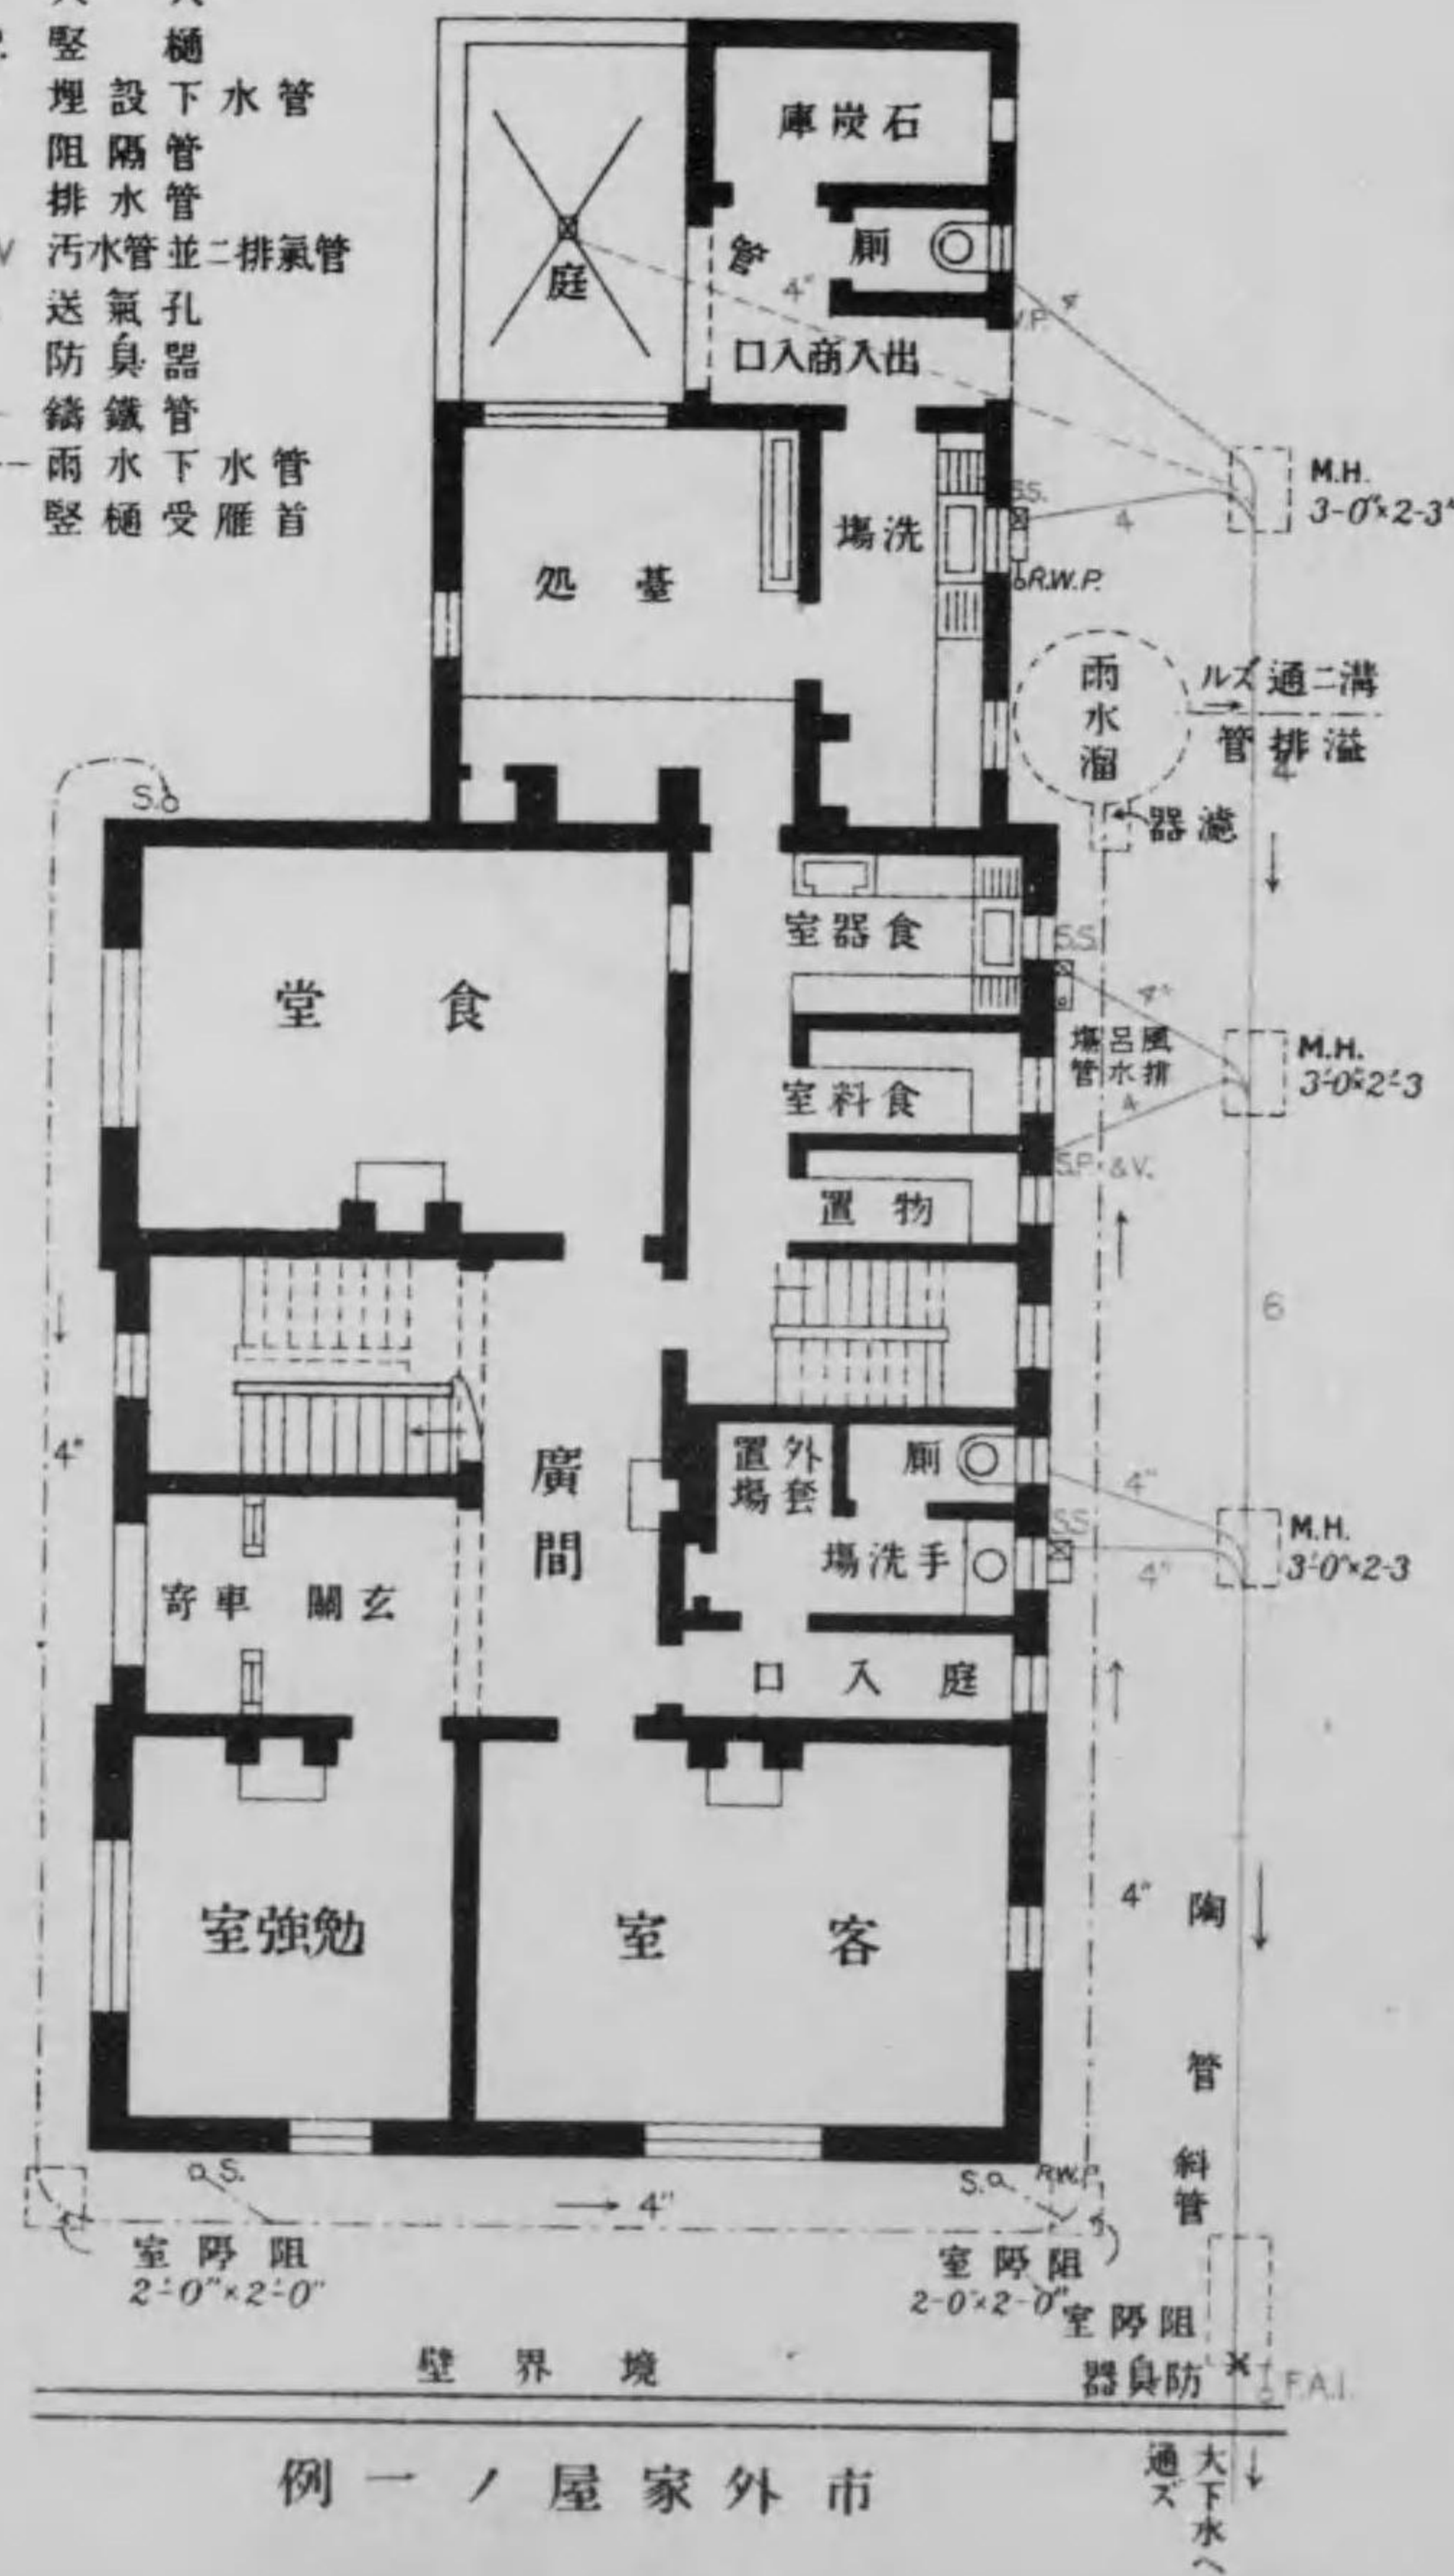 竪樋
埋設下水管
阻隔管
排水管
汚水管並ニ排氣管
送氣孔
防臭器
鑄鐵管
雨水下水管
竪樋受雁首
石炭庫
管
厠
4"
4
庭
V.P.
出入商入口
M.H.
3-0"×2-3"
S.S.
4
R.W.P.
洗場
臺処
雨水溜
溝ニ通ズル
溢排管
4
濾器
S.
食器室
S.S.
食堂
4"
風呂場
排水管
M.H.
3-0"×2-3
食料室
4
S.P. & V.
物置
6
4"
廣間
外套
置場
厠
4"
S.S.
M.H.
3-0"×2-3
手洗場
4"
玄關
車寄
庭入口
勉強室
客室
4"
陶管
斜管
S.
S.
R.W.P.
4"
阻隔室
2-0"×2-0"
阻隔室
2-0"×2-0"
阻隔室
防臭器
F.A.I.
境界壁
大下水へ
通ズ
市外家屋ノ一例